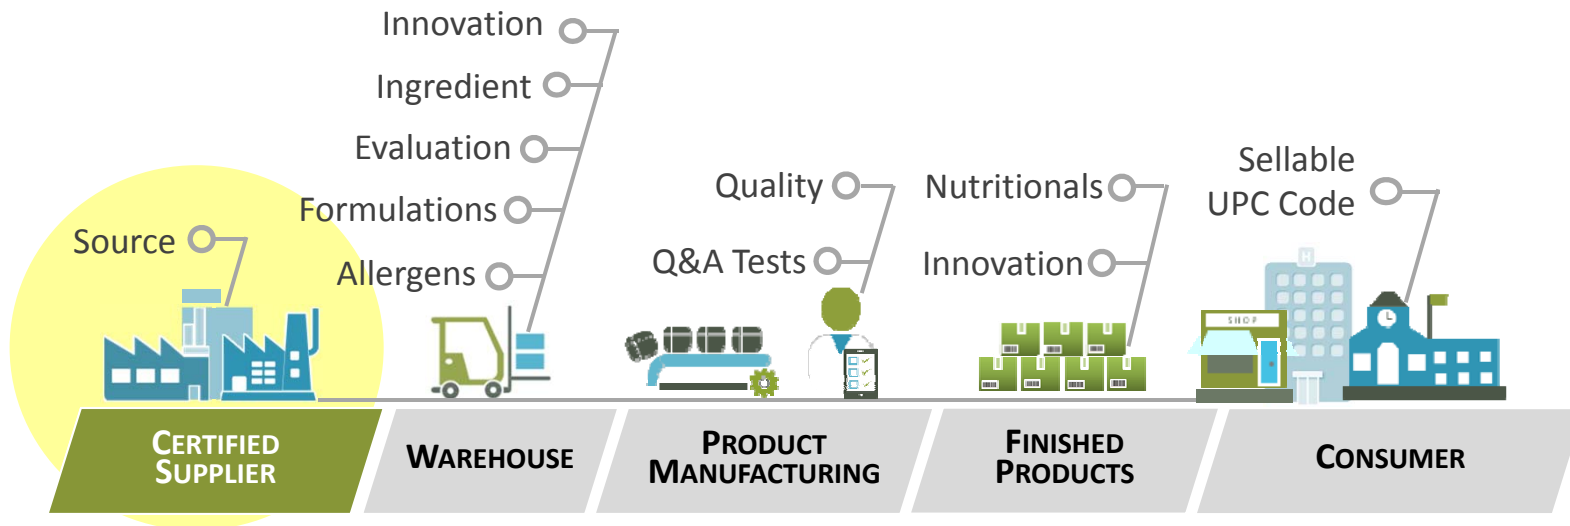 Innovation
Ingredient
Evaluation
Formulations
Allergens
Source
Quality
Q&A Tests
Nutritionals
Innovation
Sellable
UPC Code
H
SHOP
CERTIFIED
SUPPLIER
WAREHOUSE
PRODUCT
MANUFACTURING
FINISHED
PRODUCTS
CONSUMER